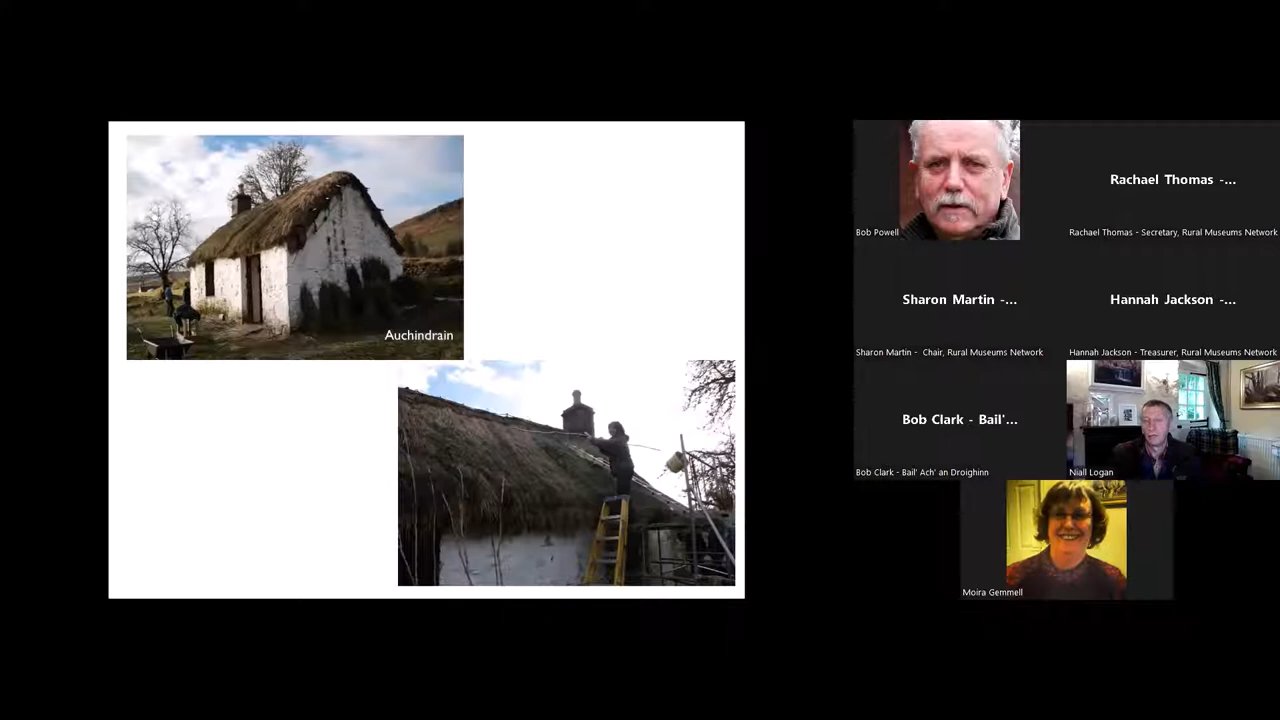 Auchindrain
Bob Powell
Rachael Thomas -...
Rachael Thomas - Secretary, Rural Museums Network
Sharon Martin -...
Sharon Martin -  Chair, Rural Museums Network
Hannah Jackson -...
Hannah Jackson - Treasurer, Rural Museums Network
Bob Clark - Bail'...
Bob Clark - Bail' Ach' an Droighinn
Niall Logan
Moira Gemmell